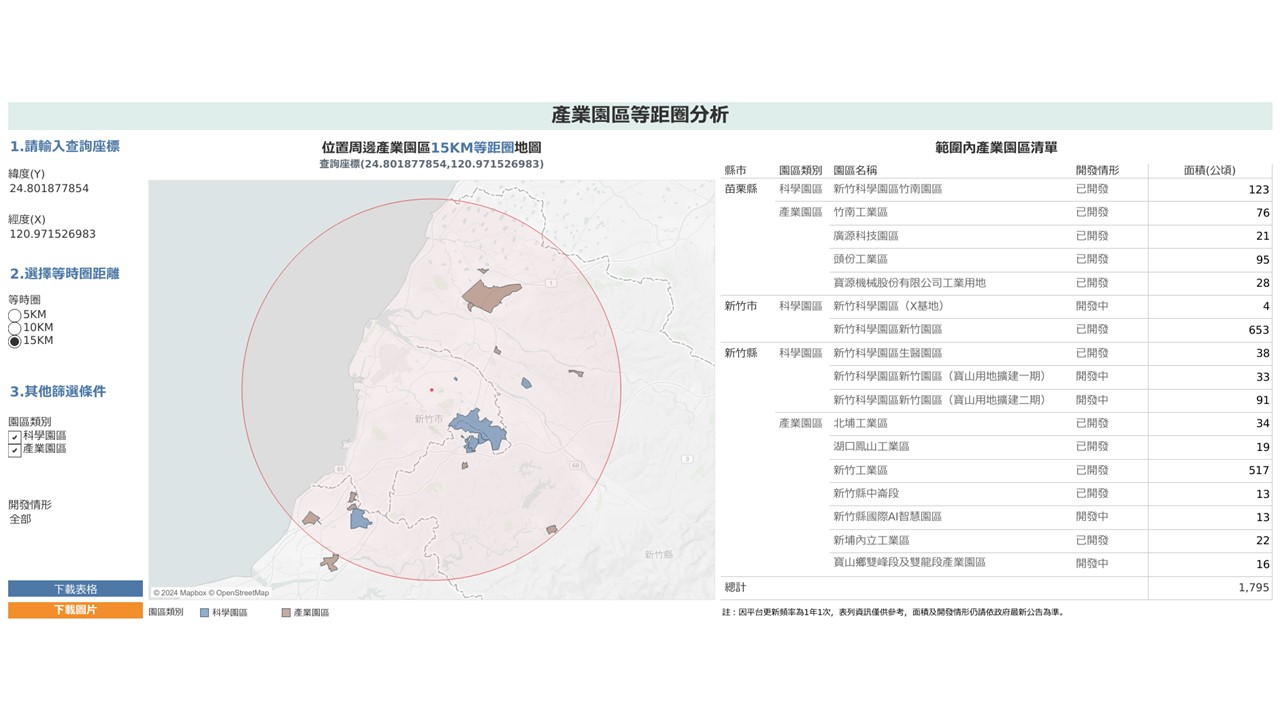 產業園區等距圈分析
1.請輸入查詢座標
緯度(Y)
24.801877854
經度(X)
120.971526983
2.選擇等時圈距離
等時圈
5KM
10KM
15KM
3.其他篩選條件
園區類別
科學園區
產業園區
開發情形
全部
下載表格
下載圖片
位置周邊產業園區15KM等距圈地圖
查詢座標(24.801877854,120.971526983)
1
新竹市
61
68
3
新竹縣
© 2024 Mapbox © OpenStreetMap
園區類別 科學園區 產業園區
範圍內產業園區清單
縣市 園區類別 園區名稱 開發情形 面積(公頃)
苗栗縣 科學園區 新竹科學園區竹南園區 已開發 123
產業園區 竹南工業區 已開發 76
廣源科技園區 已開發 21
頭份工業區 已開發 95
寶源機械股份有限公司工業用地 已開發 28
新竹市 科學園區 新竹科學園區（X基地） 開發中 4
新竹科學園區新竹園區 已開發 653
新竹縣 科學園區 新竹科學園區生醫園區 已開發 38
新竹科學園區新竹園區（寶山用地擴建一期） 開發中 33
新竹科學園區新竹園區（寶山用地擴建二期） 開發中 91
產業園區 北埔工業區 已開發 34
湖口鳳山工業區 已開發 19
新竹工業區 已開發 517
新竹縣中崙段 已開發 13
新竹縣國際AI智慧園區 開發中 13
新埔內立工業區 已開發 22
寶山鄉雙峰段及雙龍段產業園區 開發中 16
總計 1,795
註：因平台更新頻率為1年1次，表列資訊僅供參考，面積及開發情形仍請依政府最新公告為準。